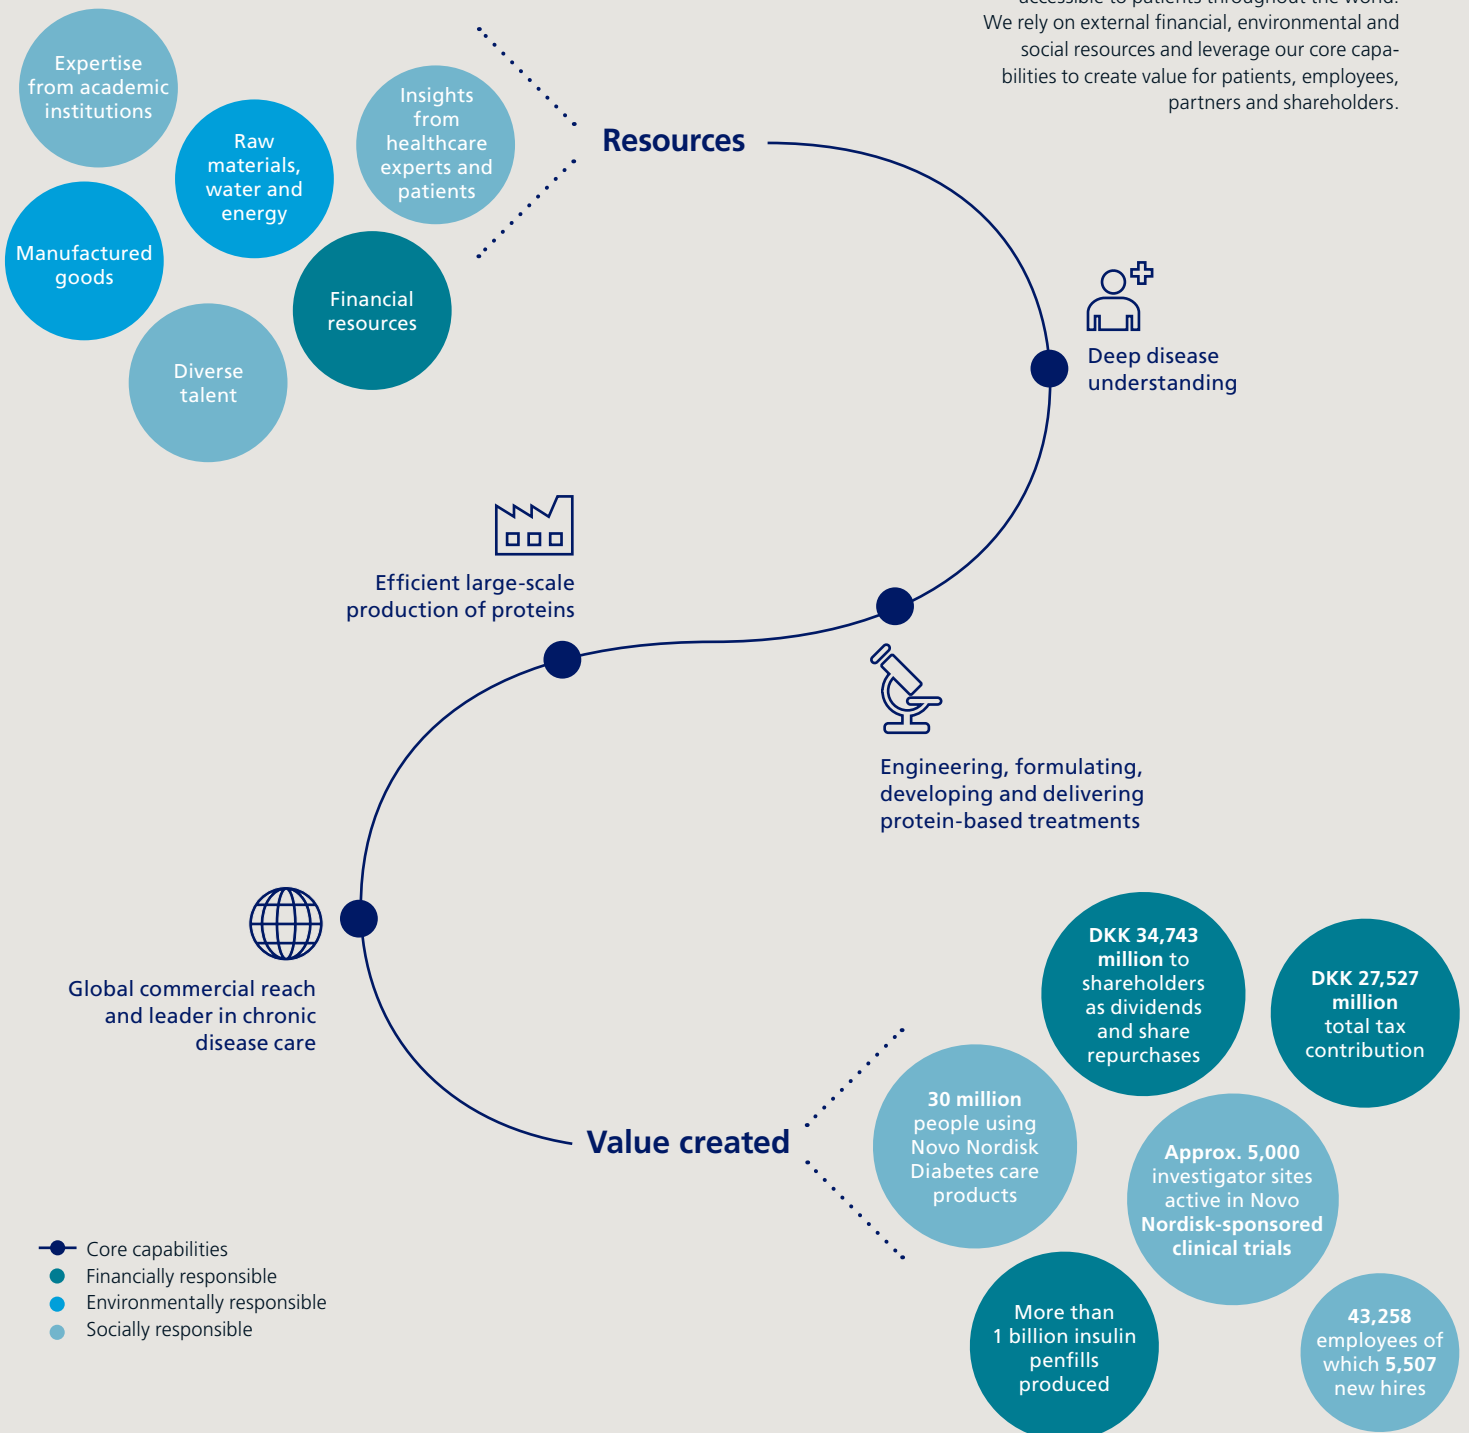 accessible to patients throughout the world.
We rely on external financial, environmental and
social resources and leverage our core capa-
bilities to create value for patients, employees,
partners and shareholders.
Expertise
from academic
institutions
Raw
materials,
water and
energy
Insights
from
healthcare
experts and
patients
Manufactured
goods
Financial
resources
Diverse
talent
Resources
Deep disease
understanding
Engineering, formulating,
developing and delivering
protein-based treatments
Efficient large-scale
production of proteins
Global commercial reach
and leader in chronic
disease care
Value created
DKK 34,743
million to
shareholders
as dividends
and share
repurchases
DKK 27,527
million
total tax
contribution
30 million
people using
Novo Nordisk
Diabetes care
products
Approx. 5,000
investigator sites
active in Novo
Nordisk-sponsored
clinical trials
More than
1 billion insulin
penfills
produced
43,258
employees of
which 5,507
new hires
Core capabilities
Financially responsible
Environmentally responsible
Socially responsible